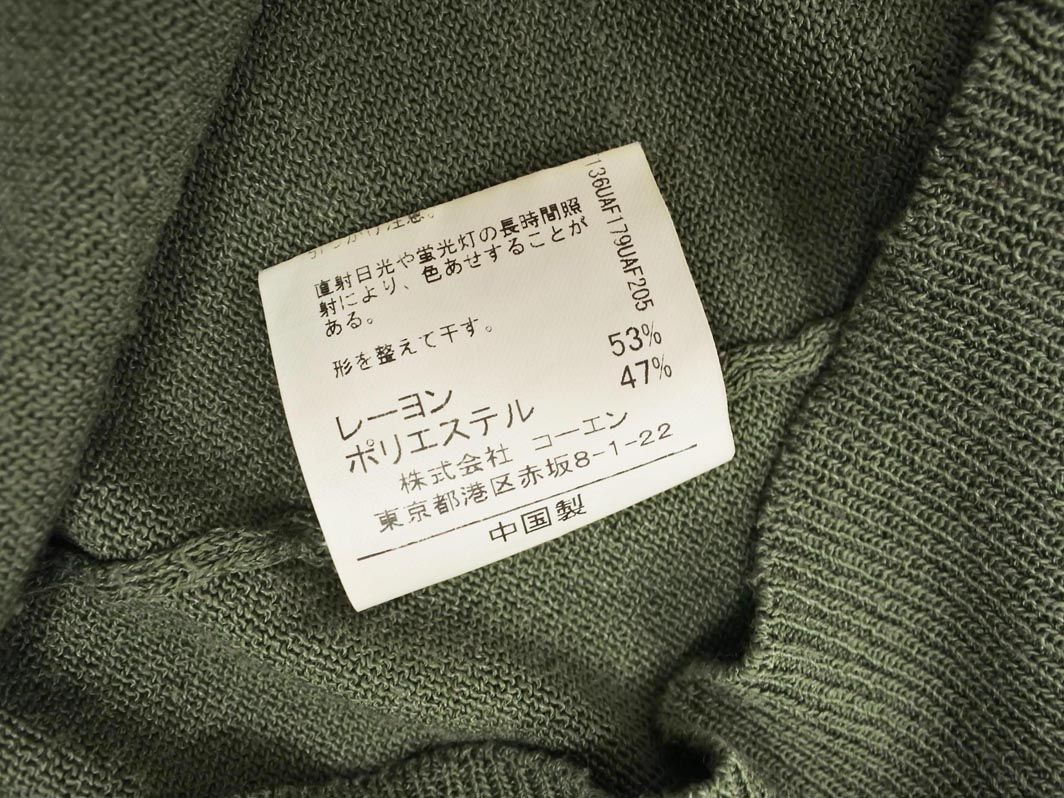 注意。
直射日光や蛍光灯の長時間照
射により、色あせすることが
ある。
形を整えて干す。
136UAF179UAF205
レーヨン 53%
ポリエステル 47%
株式会社 コーエン
東京都港区赤坂8-1-22
中国製